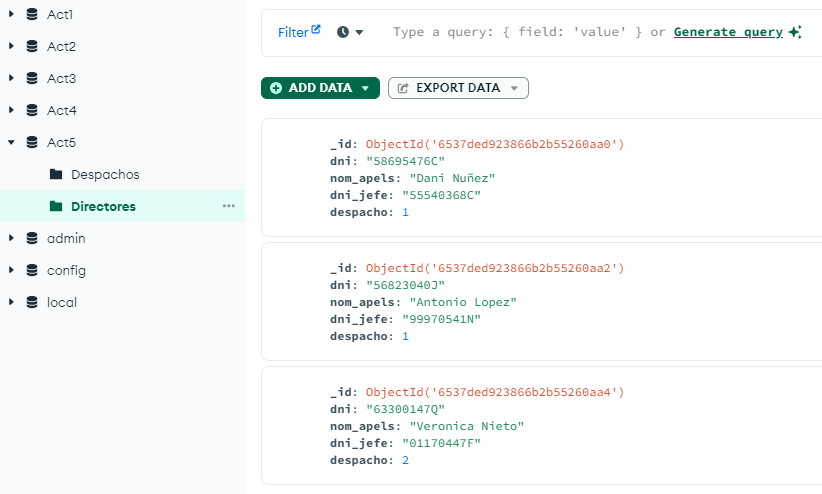 Act1
Act2
Act3
Act4
Act5
Despachos
Directores
admin
config
local
Filter
Type a query: { field: 'value' } or Generate query
ADD DATA
EXPORT DATA
_id: ObjectId('6537ded923866b2b55260aa0')
dni: "58695476C"
nom_apels: "Dani Nuñez"
dni_jefe: "55540368C"
despacho: 1
_id: ObjectId('6537ded923866b2b55260aa2')
dni: "56823040J"
nom_apels: "Antonio Lopez"
dni_jefe: "99970541N"
despacho: 1
_id: ObjectId('6537ded923866b2b55260aa4')
dni: "63300147Q"
nom_apels: "Veronica Nieto"
dni_jefe: "01170447F"
despacho: 2